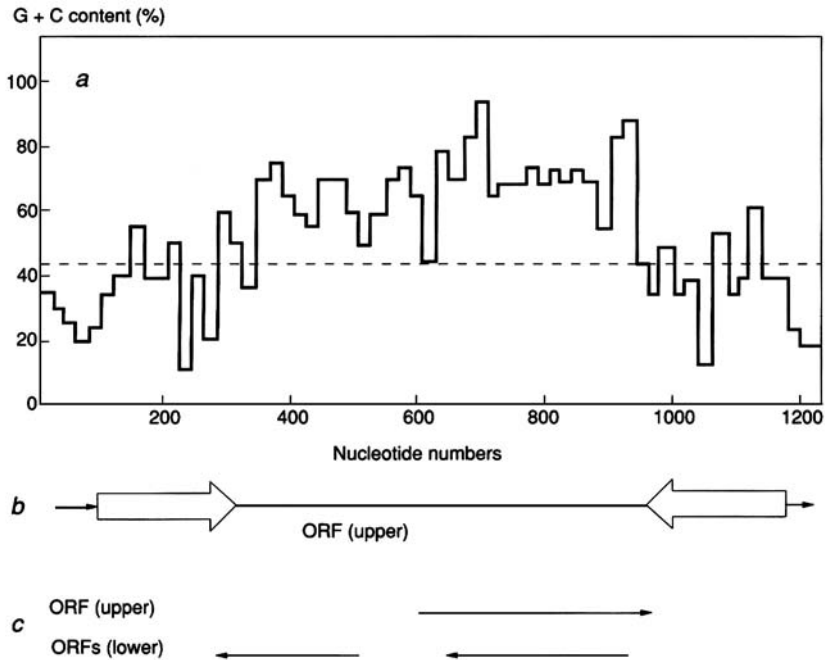 G + C content (%)
a
100
80
60
40
20
0
200 400 600 800 1000 1200
Nucleotide numbers
b
ORF (upper)
c
ORF (upper)
ORFs (lower)